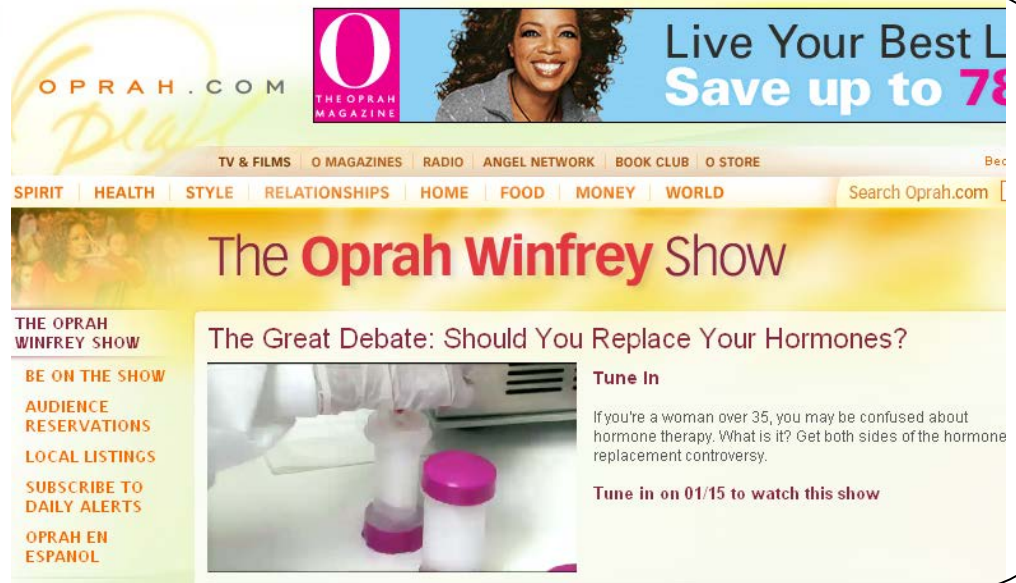 OPRAH.COM
O
THE OPRAH
MAGAZINE
Live Your Best L
Save up to 78
TV & FILMS O MAGAZINES RADIO ANGEL NETWORK BOOK CLUB O STORE
Bec
SPIRIT HEALTH STYLE RELATIONSHIPS HOME FOOD MONEY WORLD
Search Oprah.com
The Oprah Winfrey Show
THE OPRAH
WINFREY SHOW
BE ON THE SHOW
AUDIENCE
RESERVATIONS
LOCAL LISTINGS
SUBSCRIBE TO
DAILY ALERTS
OPRAH EN
ESPANOL
The Great Debate: Should You Replace Your Hormones?
Tune In
If you're a woman over 35, you may be confused about
hormone therapy. What is it? Get both sides of the hormone
replacement controversy.
Tune in on 01/15 to watch this show